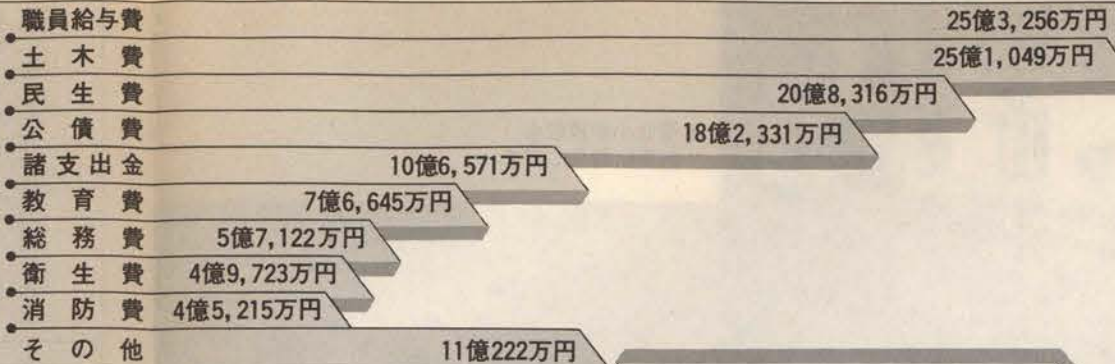 職員給与費 25億3,256万円
土木費 25億1,049万円
民生費 20億8,316万円
公債費 18億2,331万円
諸支出金 10億6,571万円
教育費 7億6,645万円
総務費 5億7,122万円
衛生費 4億9,723万円
消防費 4億5,215万円
その他 11億222万円